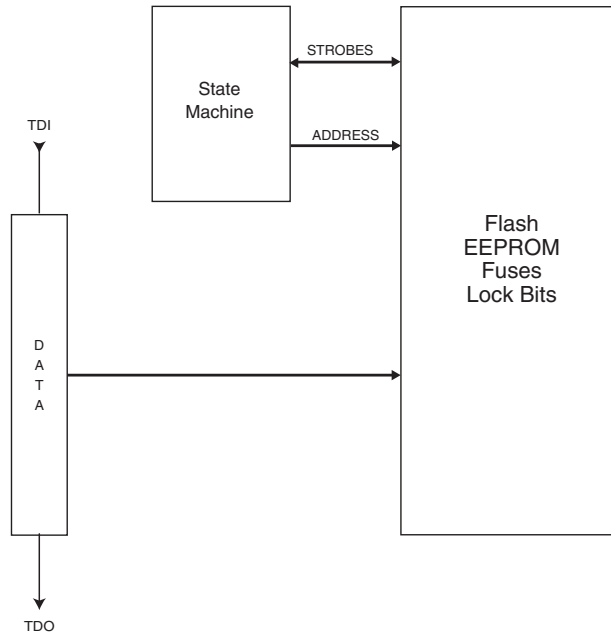 STROBES
State
Machine
ADDRESS
TDI
Flash
EEPROM
Fuses
Lock Bits
D
A
T
A
TDO